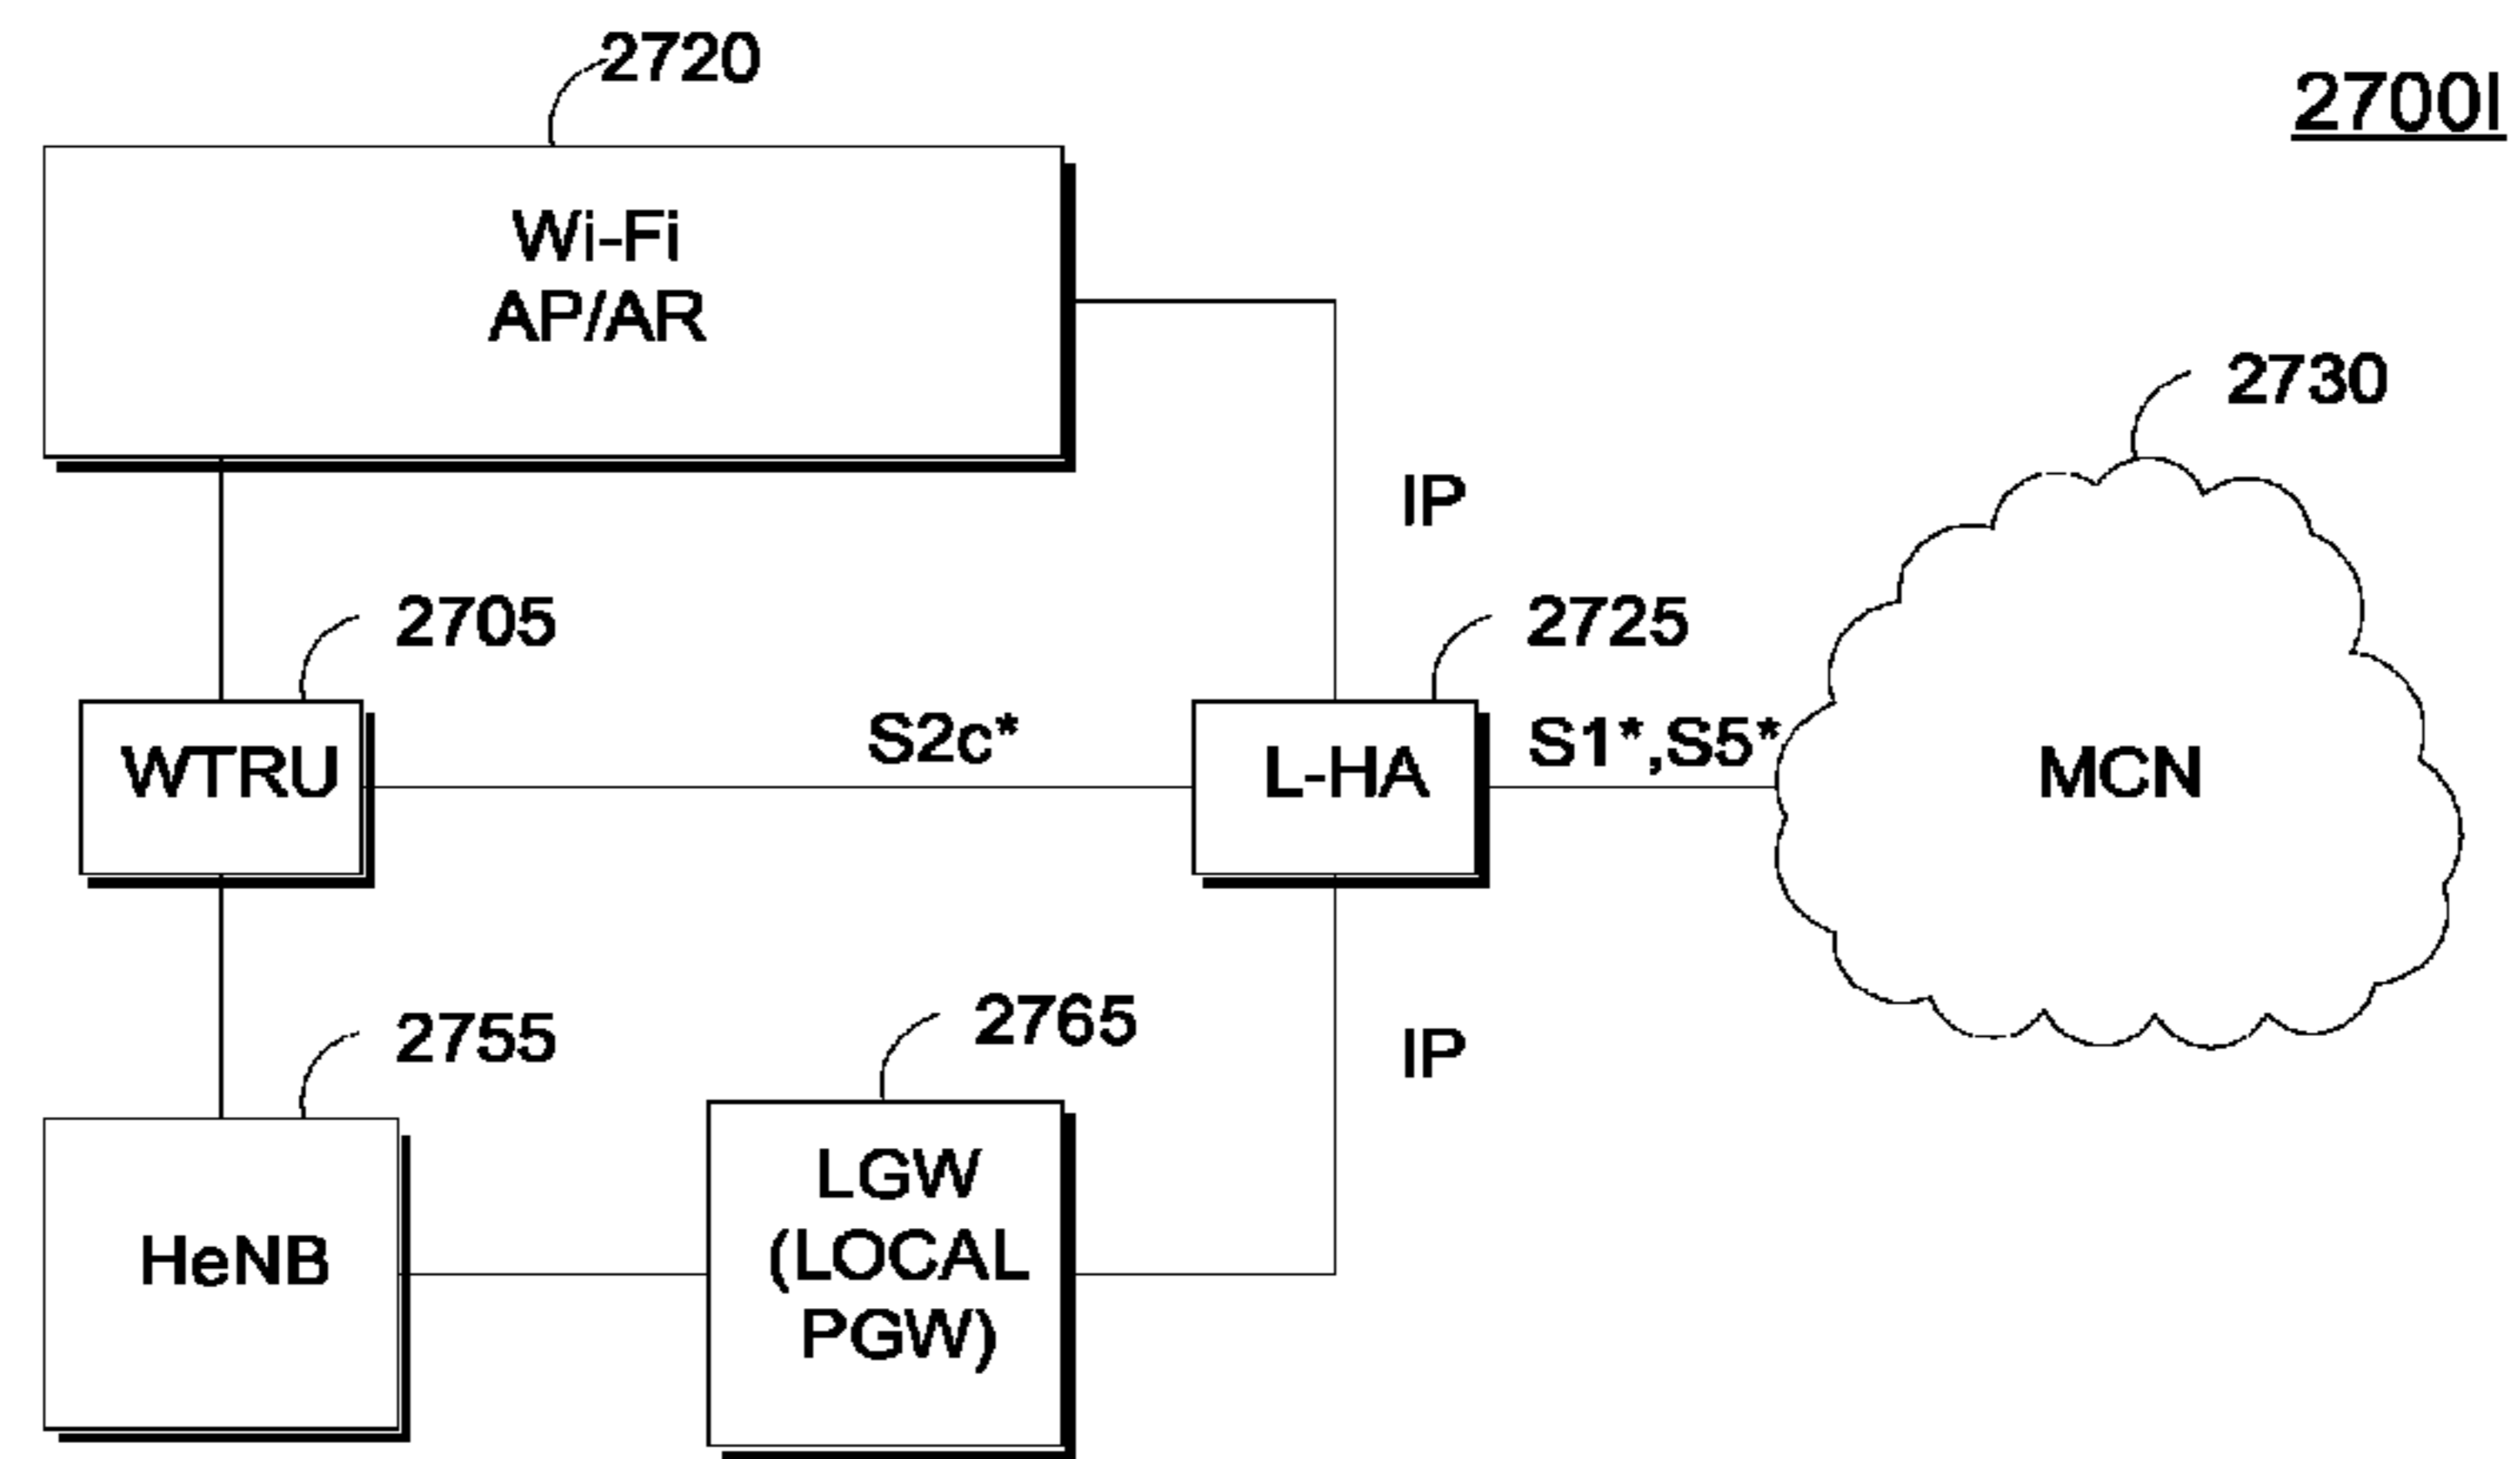 2720
2700I
Wi-Fi
AP/AR
2730
IP
2705
2725
S2c*
S1*,S5*
WTRU
L-HA
MCN
2755
2765
IP
LGW
(LOCAL
PGW)
HeNB